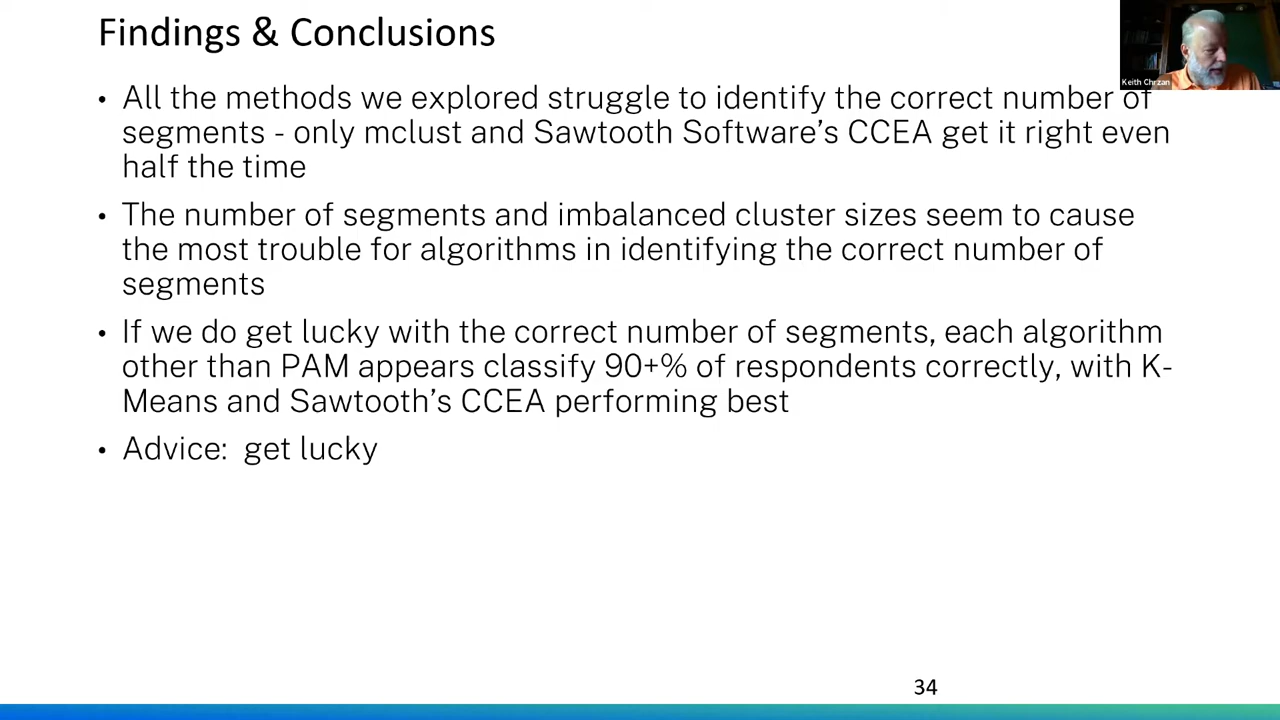 Findings & Conclusions
Keith Chrzan
• All the methods we explored struggle to identify the correct number of
segments - only mclust and Sawtooth Software’s CCEA get it right even
half the time
• The number of segments and imbalanced cluster sizes seem to cause
the most trouble for algorithms in identifying the correct number of
segments
• If we do get lucky with the correct number of segments, each algorithm
other than PAM appears classify 90+% of respondents correctly, with K-
Means and Sawtooth’s CCEA performing best
• Advice:  get lucky
34